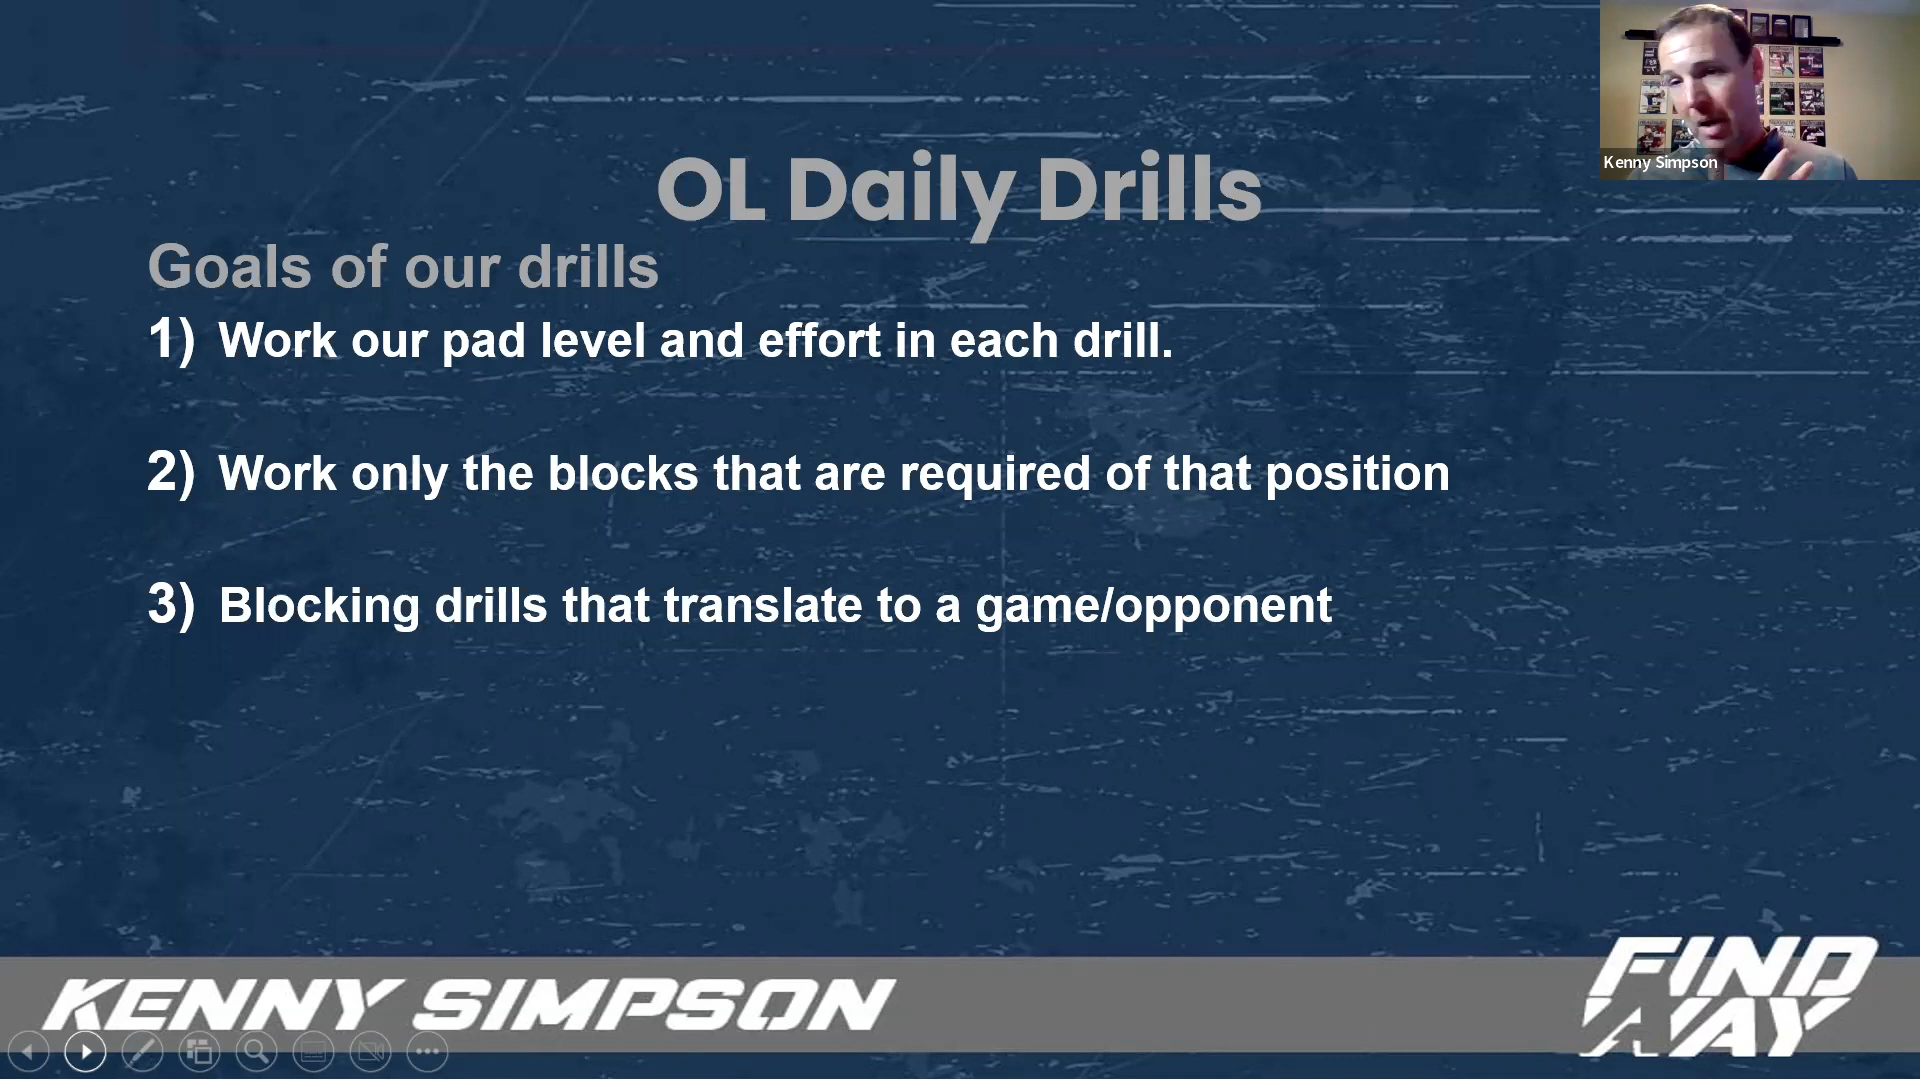 Kenny Simpson
OL Daily Drills
Goals of our drills
1) Work our pad level and effort in each drill.
2) Work only the blocks that are required of that position
3) Blocking drills that translate to a game/opponent
KENNY SIMPSON
FIND
A WAY